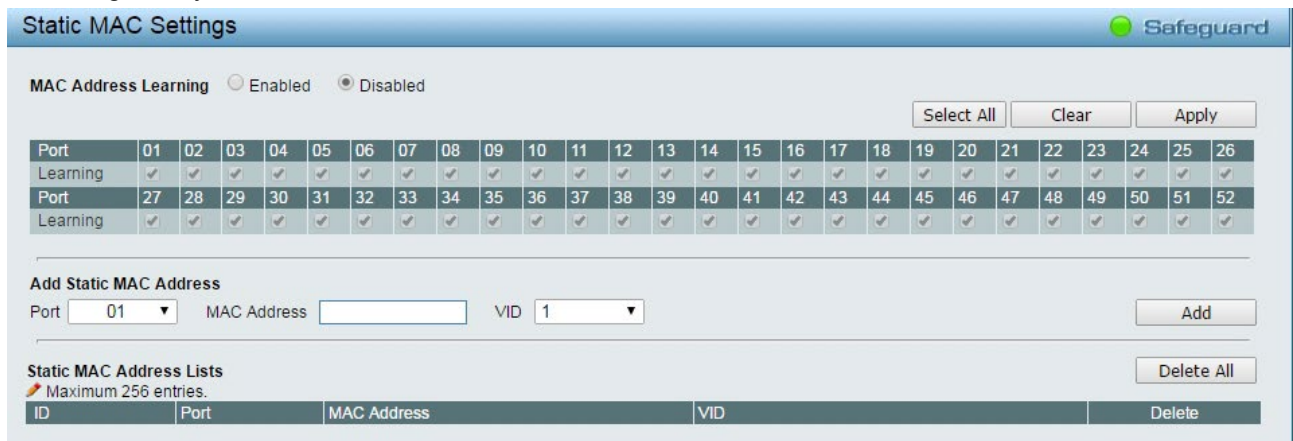 Static MAC Settings Safeguard
MAC Address Learning Enabled Disabled
Select All Clear Apply
Port 01 02 03 04 05 06 07 08 09 10 11 12 13 14 15 16 17 18 19 20 21 22 23 24 25 26
Learning
Port 27 28 29 30 31 32 33 34 35 36 37 38 39 40 41 42 43 44 45 46 47 48 49 50 51 52
Learning
Add Static MAC Address
Port 01 MAC Address VID 1 Add
Static MAC Address Lists Delete All
Maximum 256 entries.
ID Port MAC Address VID Delete